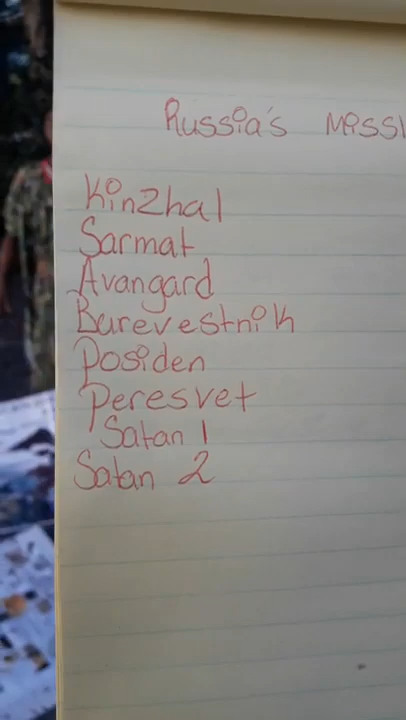 Russia's Missi
Kinzhal
Sarmat
Avangard
Burevestnik
Posiden
Peresvet
Satan 1
Satan 2